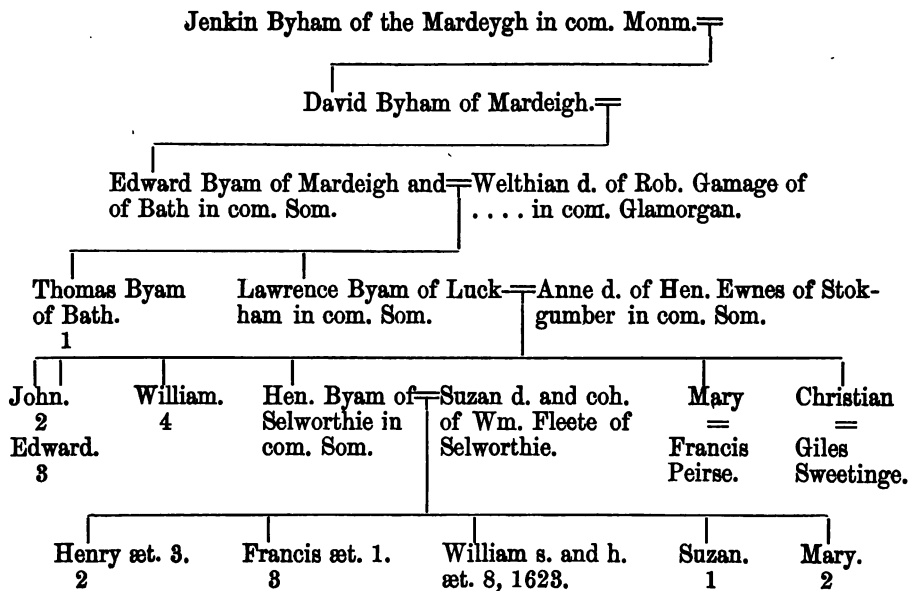 Jenkin Byham of the Mardeygh in com. Monm.=
David Byham of Mardeigh.=
Edward Byam of Mardeigh and=Welthian d. of Rob. Gamage of
of Bath in com. Som. . . . . in com. Glamorgan.
Thomas Byam Lawrence Byam of Luck-=Anne d. of Hen. Ewnes of Stok-
of Bath. ham in com. Som. gumber in com. Som.
1
John. William. Hen. Byam of=Suzan d. and coh. Mary Christian
2 4 Selworthie in of Wm. Fleete of = =
Edward. com. Som. Selworthie. Francis Giles
3 Peirse. Sweetinge.
Henry æt. 3. Francis æt. 1. William s. and h. Suzan. Mary.
2 3 æt. 8, 1623. 1 2